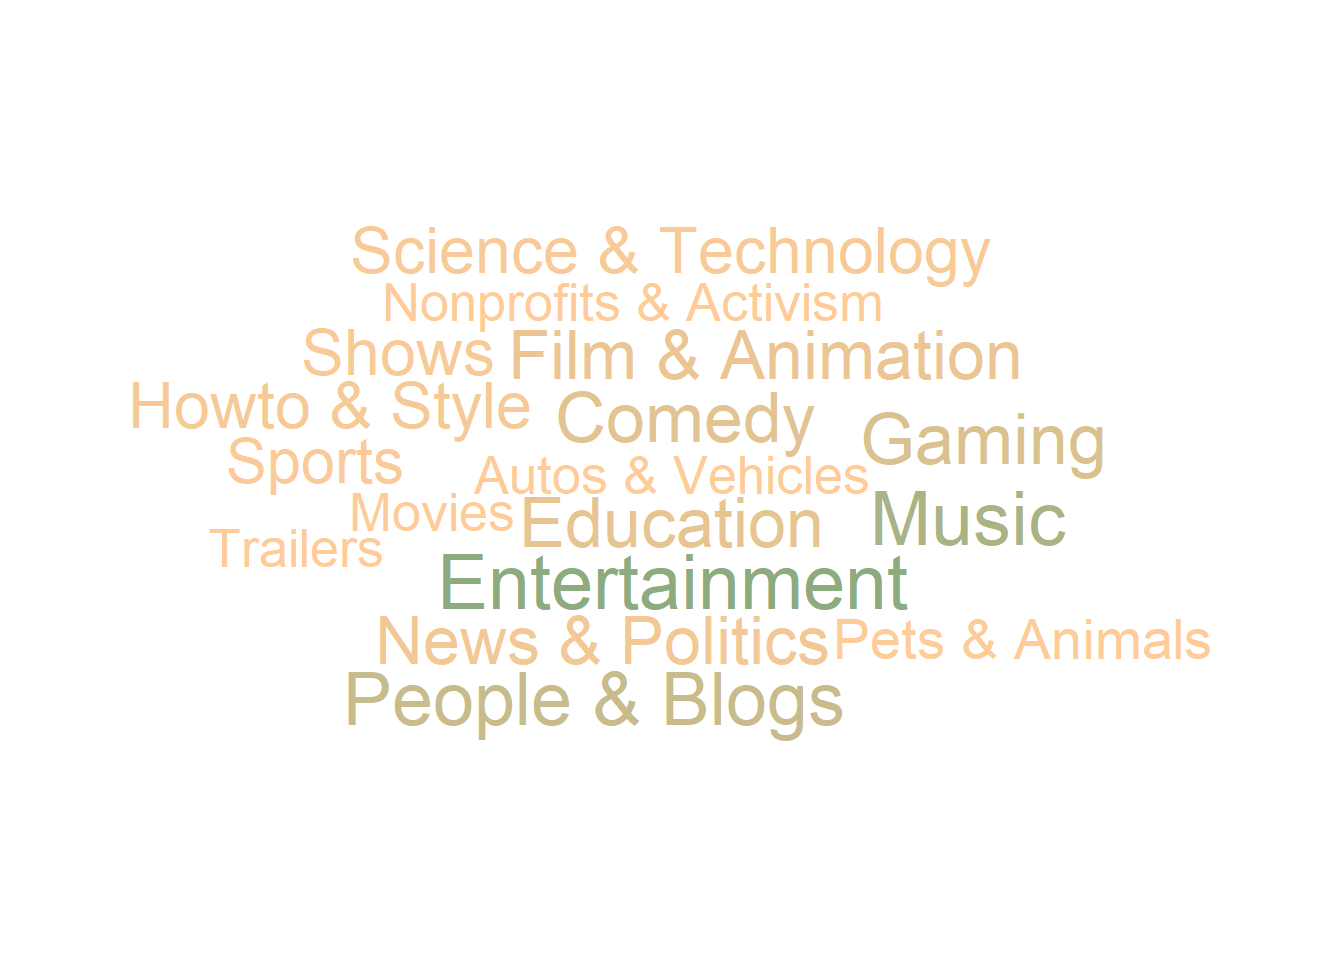 Science & Technology
Nonprofits & Activism
Shows
Film & Animation
Howto & Style
Comedy
Gaming
Sports
Autos & Vehicles
Movies
Education
Music
Trailers
Entertainment
News & Politics
Pets & Animals
People & Blogs